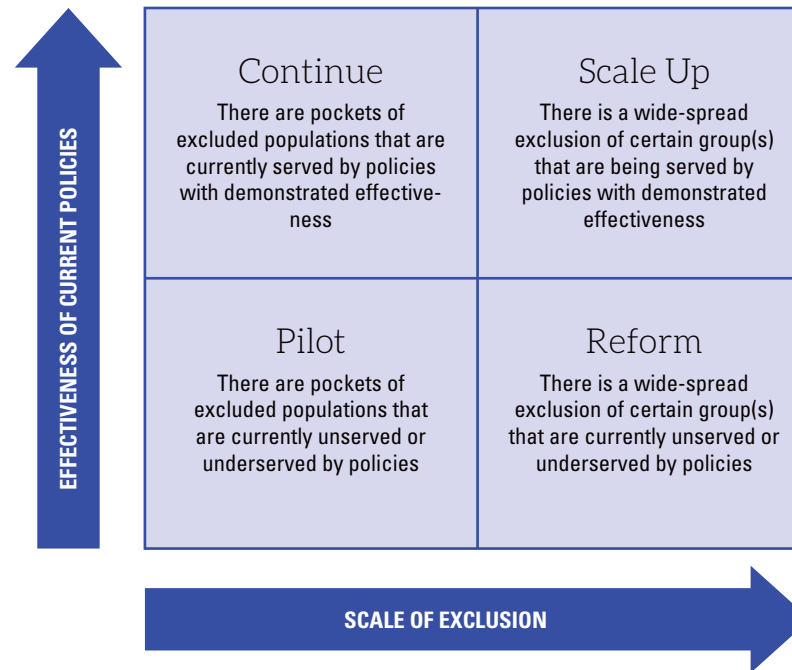 EFFECTIVENESS OF CURRENT POLICIES
Continue
There are pockets of
excluded populations that are
currently served by policies
with demonstrated effective-
ness
Scale Up
There is a wide-spread
exclusion of certain group(s)
that are being served by
policies with demonstrated
effectiveness
Pilot
There are pockets of
excluded populations that
are currently unserved or
underserved by policies
Reform
There is a wide-spread
exclusion of certain group(s)
that are currently unserved or
underserved by policies
SCALE OF EXCLUSION